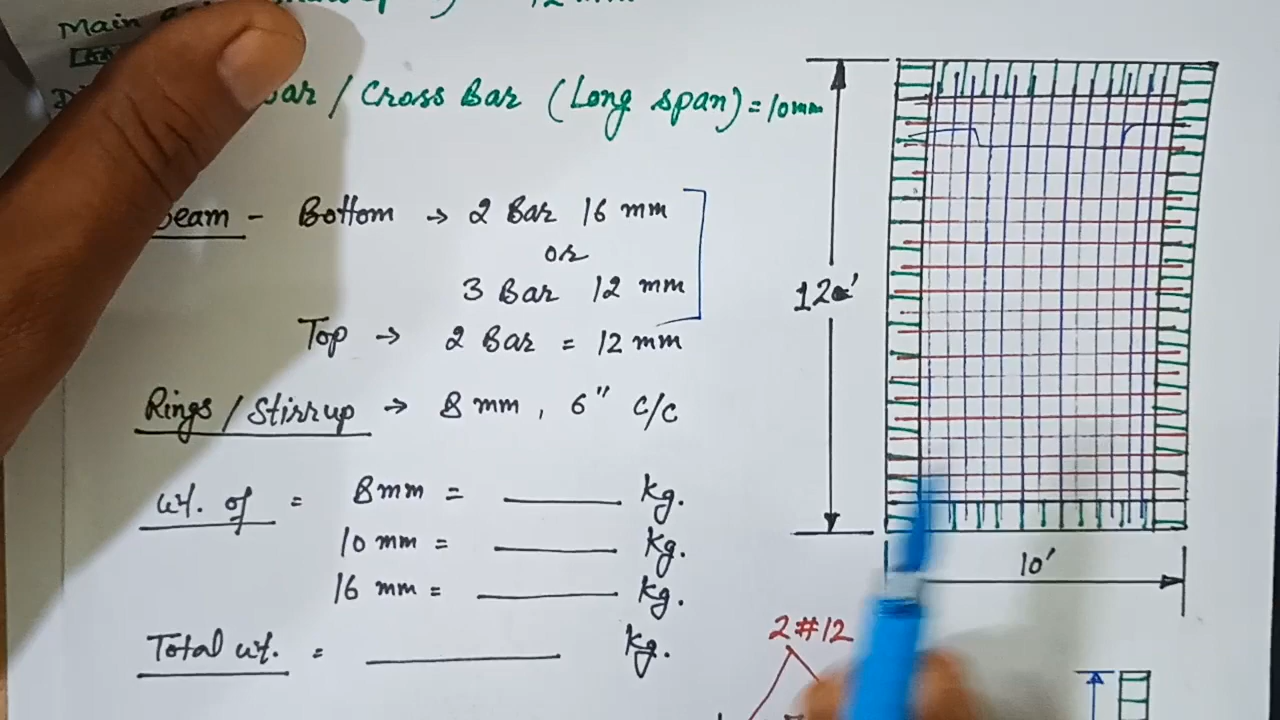 Main
12 mm
Bar / Cross Bar (Long span) = 10mm
Beam - Bottom → 2 Bar 16 mm
or
3 Bar 12 mm
Top → 2 Bar = 12 mm
Rings / Stirrup → 8 mm, 6" c/c
wt. of = 8mm = ______ kg.
10 mm = ______ kg.
16 mm = ______ kg.
Total wt. = ______ kg.
12'
10'
2#12